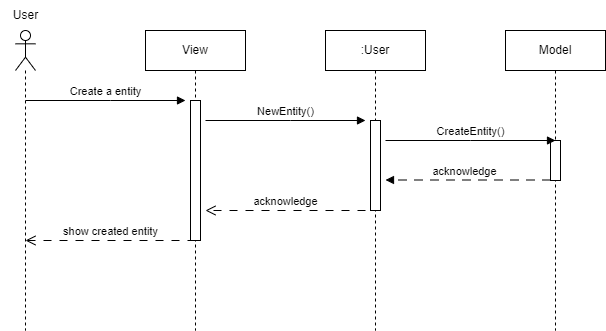 User
View
:User
Model
Create a entity
NewEntity()
CreateEntity()
acknowledge
acknowledge
show created entity